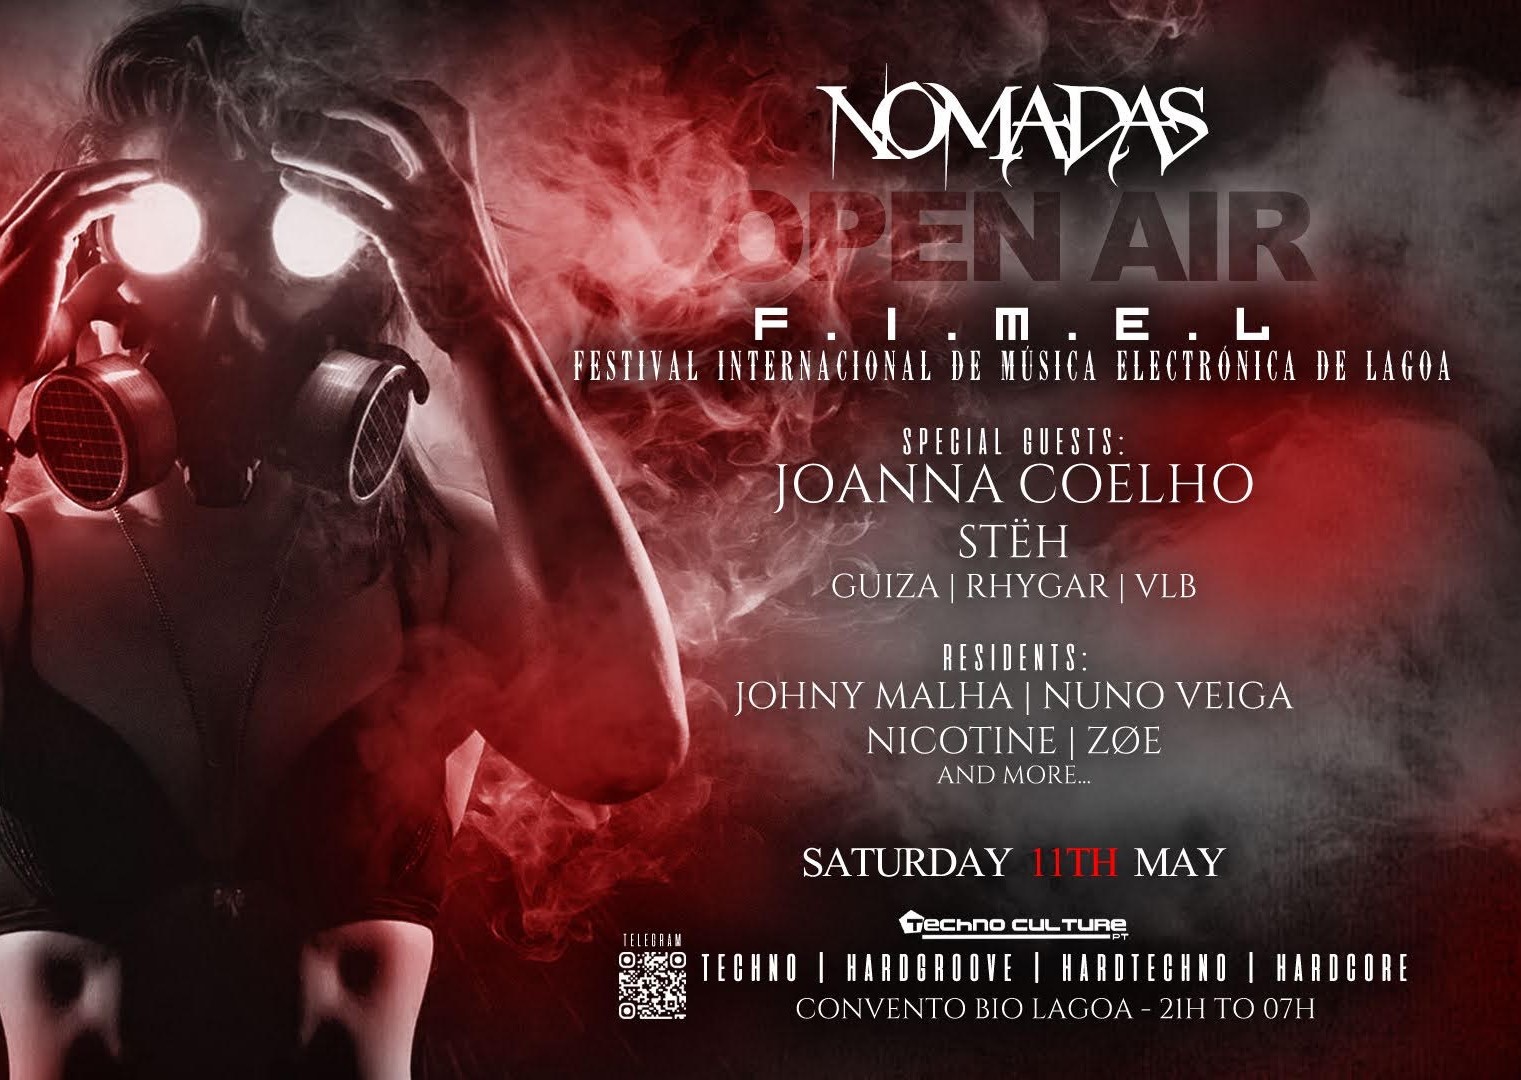 NOMADAS
OPEN AIR
F.I.M.E.L
FESTIVAL INTERNACIONAL DE MÚSICA ELECTRÓNICA DE LAGOA
SPECIAL GUESTS:
JOANNA COELHO
STËH
GUIZA | RHYGAR | VLB
RESIDENTS:
JOHNY MALHA | NUNO VEIGA
NICOTINE | ZØE
AND MORE...
SATURDAY 11TH MAY
TECHNO CULTURE
PT
TELEGRAM
TECHNO | HARDGROOVE | HARDTECHNO | HARDCORE
CONVENTO BIO LAGOA - 21H TO 07H